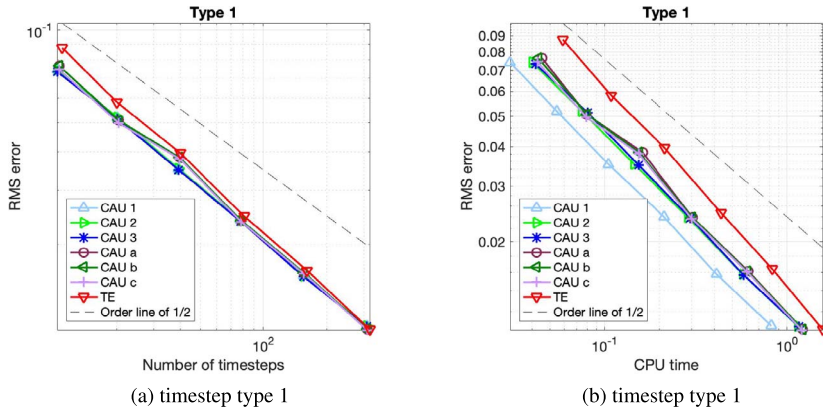 Type 1
10^-1
RMS error
CAU 1
CAU 2
CAU 3
CAU a
CAU b
CAU c
TE
Order line of 1/2
10^2
Number of timesteps
(a) timestep type 1
Type 1
0.09
0.08
0.07
0.06
0.05
0.04
0.03
0.02
RMS error
CAU 1
CAU 2
CAU 3
CAU a
CAU b
CAU c
TE
Order line of 1/2
10^-1
10^0
CPU time
(b) timestep type 1